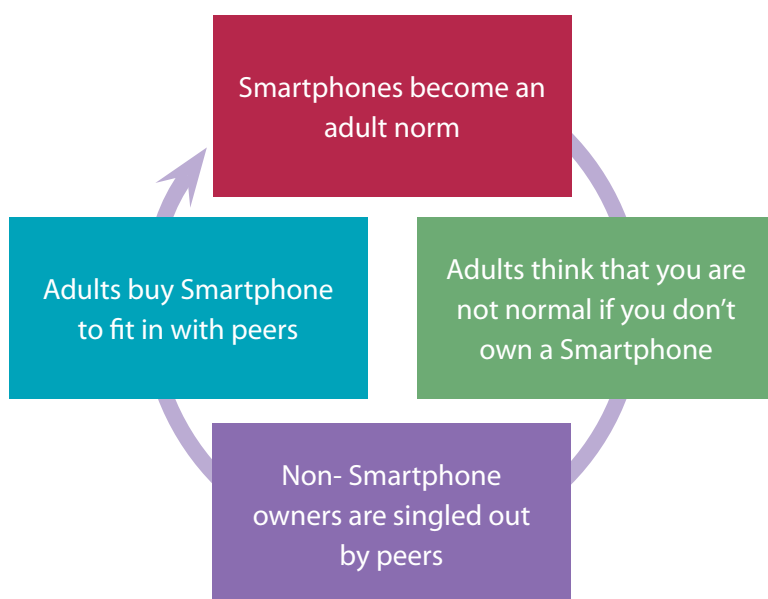 Smartphones become an
adult norm
Adults think that you are
not normal if you don’t
own a Smartphone
Non- Smartphone
owners are singled out
by peers
Adults buy Smartphone
to fit in with peers